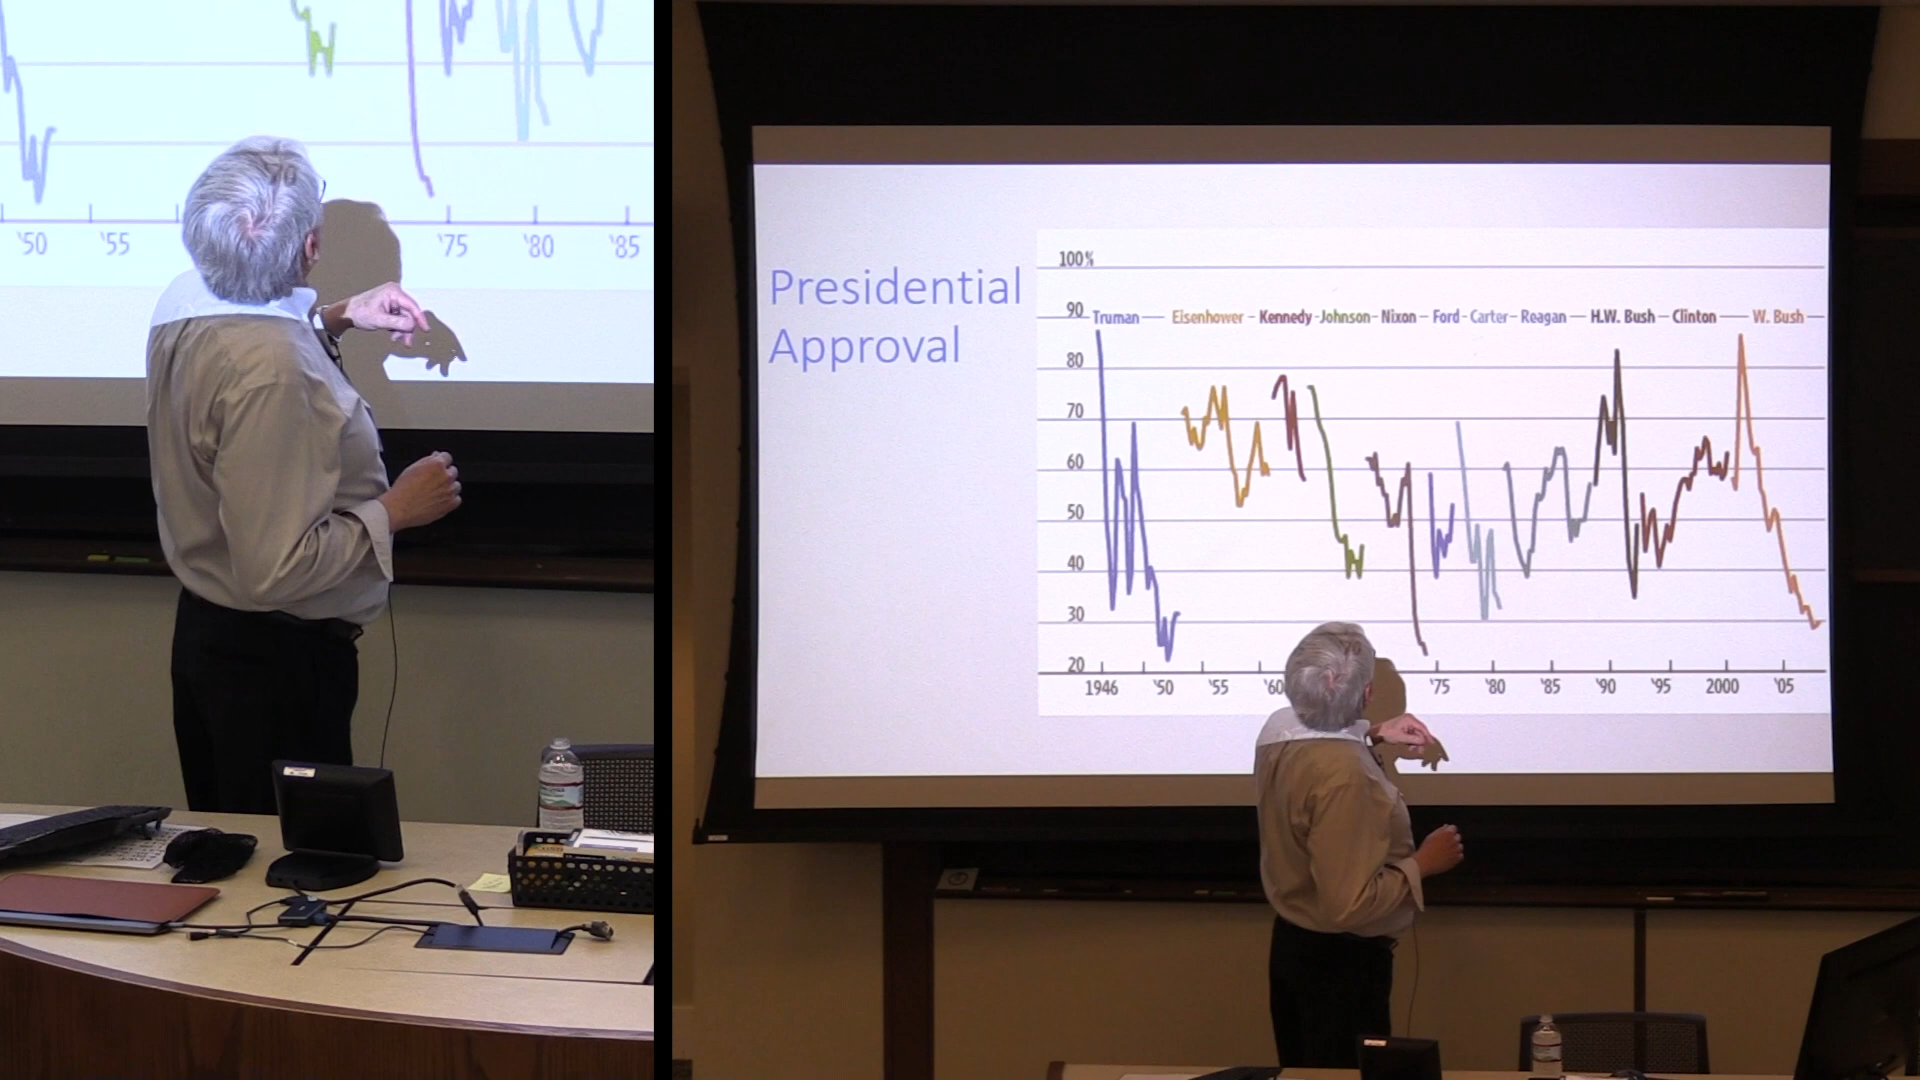 '50 '55 '75 '80 '85
Presidential
Approval
100%
90
Truman Eisenhower Kennedy Johnson Nixon Ford Carter Reagan H.W. Bush Clinton W. Bush
80
70
60
50
40
30
20
1946 '50 '55 '60 '75 '80 '85 '90 '95 2000 '05